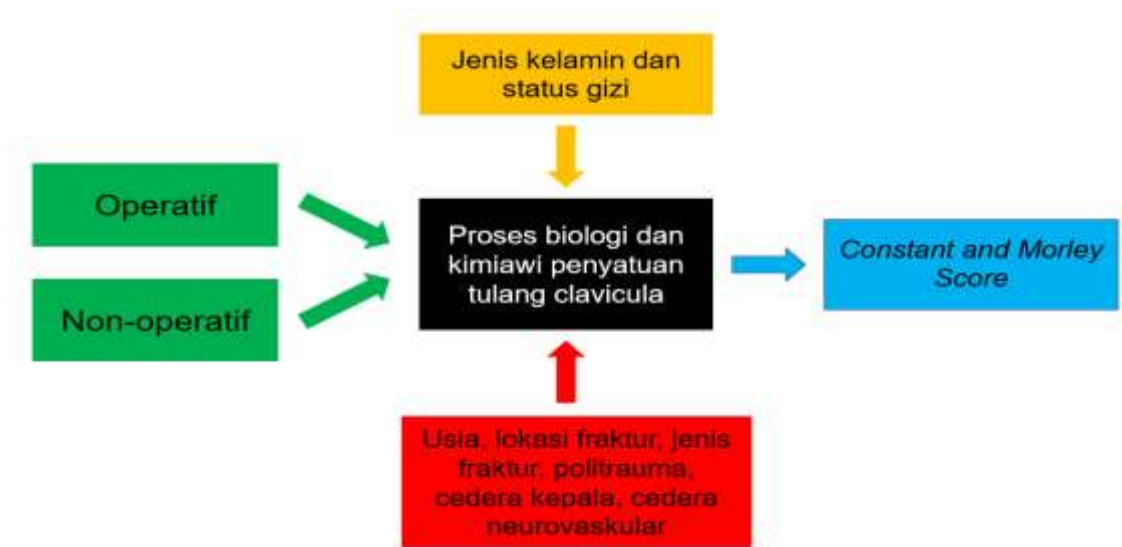 Jenis kelamin dan
status gizi
Operatif
Non-operatif
Proses biologi dan
kimiawi penyatuan
tulang clavicula
Constant and Morley
Score
Usia, lokasi fraktur, jenis
fraktur, politrauma,
cedera kepala, cedera
neurovaskular